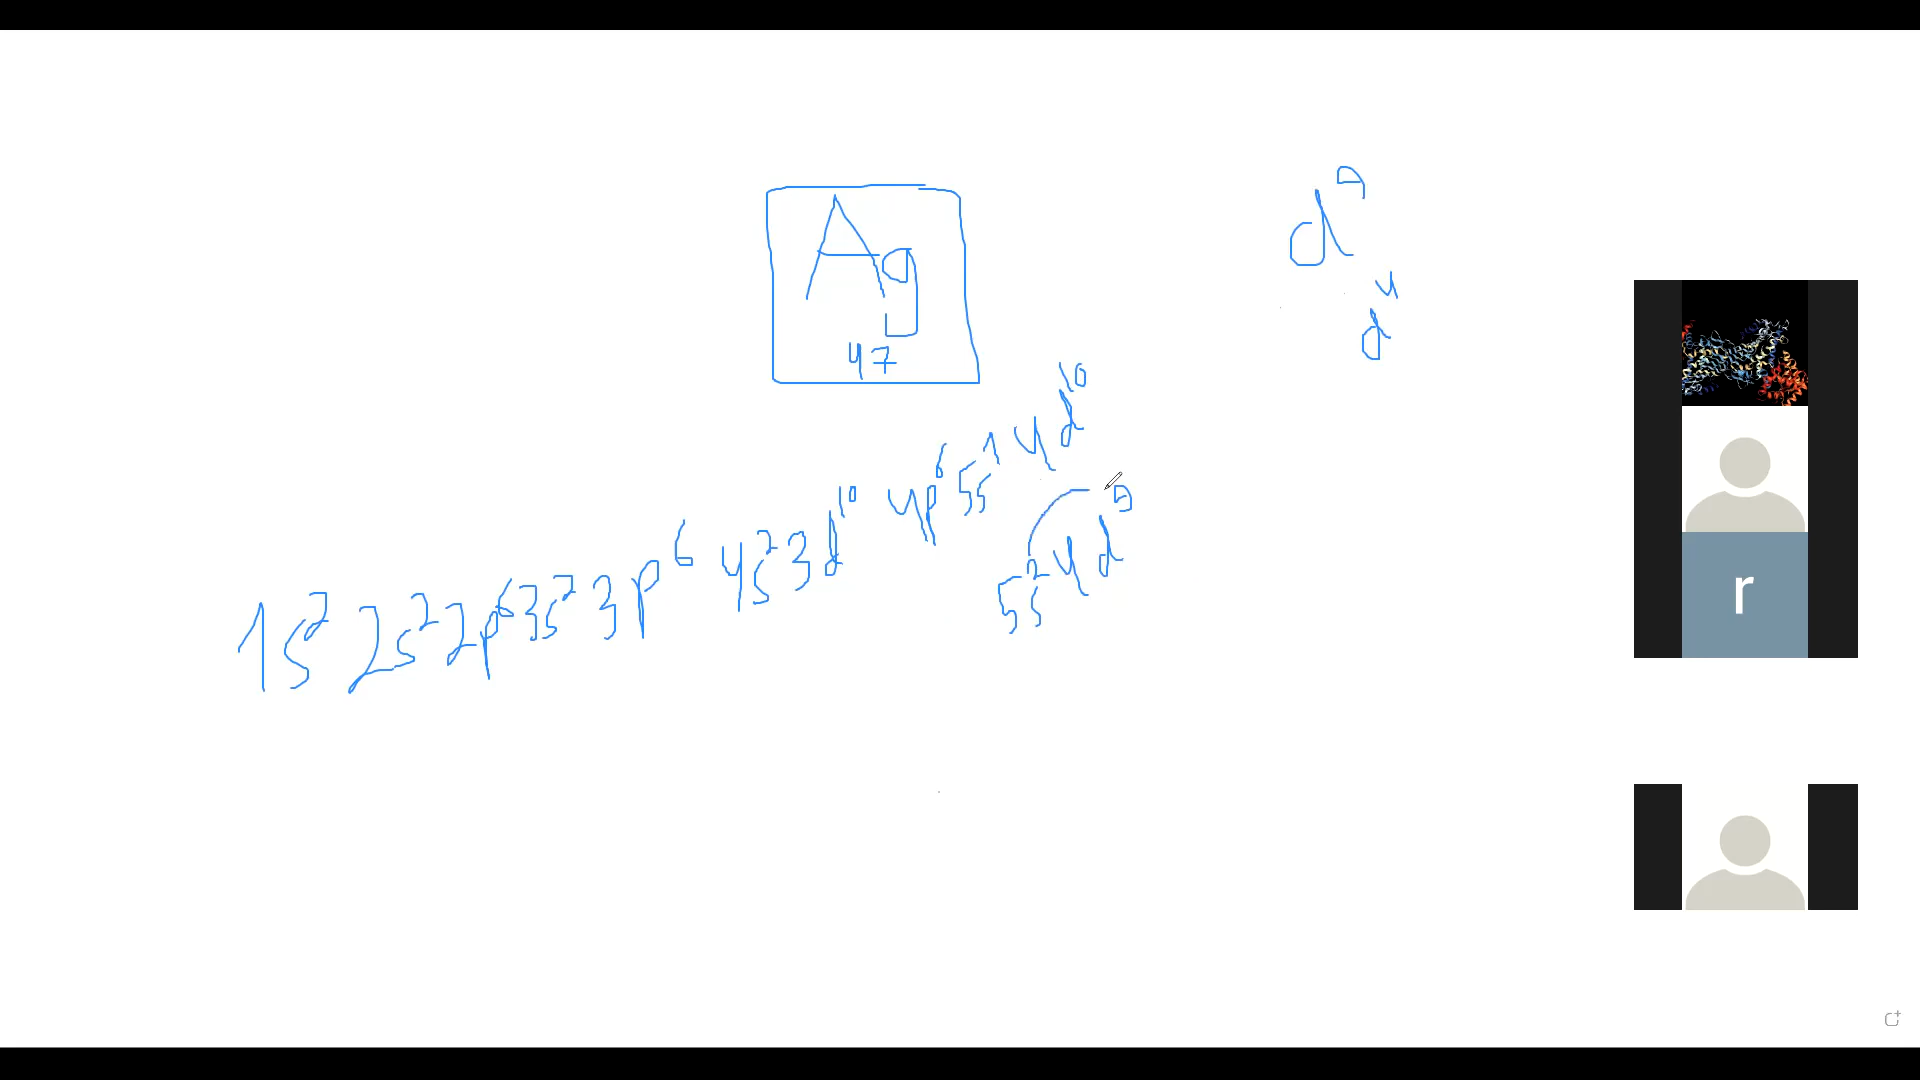 Ag
47
d⁹
d⁴
1s² 2s² 2p⁶ 3s² 3p⁶ 4s² 3d¹⁰ 4p⁶ 5s¹ 4d¹⁰
5s² 4d⁹
r